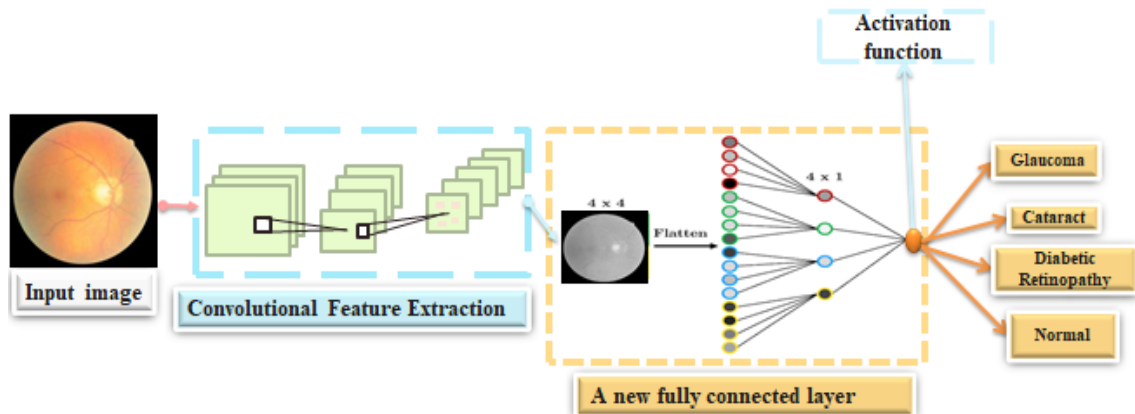 Activation
function
Input image
Convolutional Feature Extraction
4 x 4
Flatten
4 x 1
A new fully connected layer
Glaucoma
Cataract
Diabetic
Retinopathy
Normal